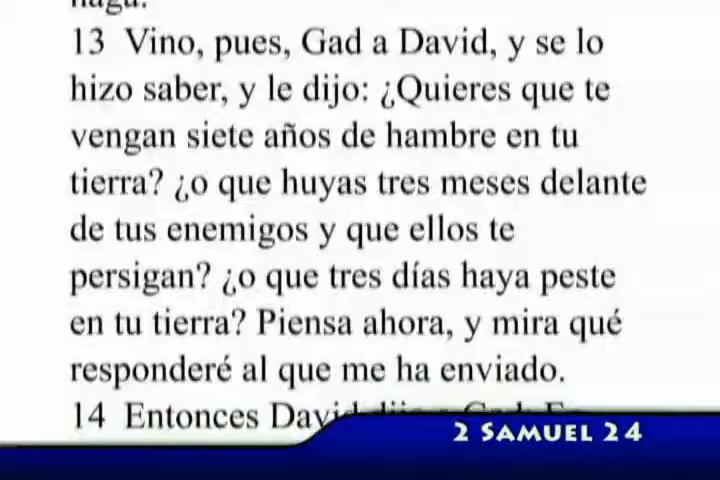 haga.
13 Vino, pues, Gad a David, y se lo
hizo saber, y le dijo: ¿Quieres que te
vengan siete años de hambre en tu
tierra? ¿o que huyas tres meses delante
de tus enemigos y que ellos te
persigan? ¿o que tres días haya peste
en tu tierra? Piensa ahora, y mira qué
responderé al que me ha enviado.
14 Entonces David
2 SAMUEL 24